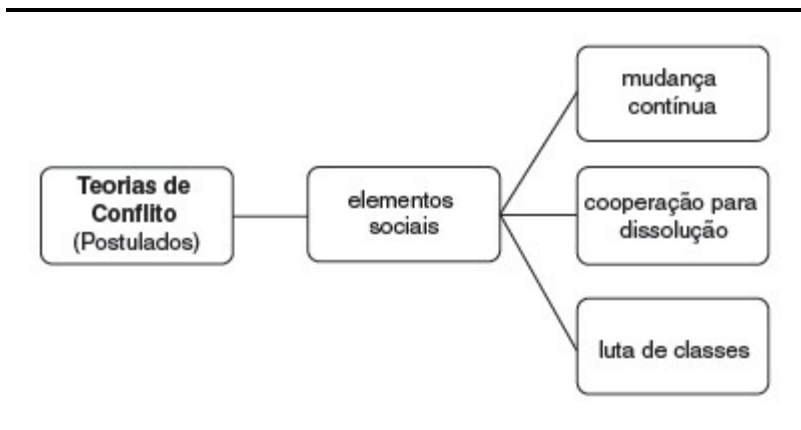 Teorias de
Conflito
(Postulados)
elementos
sociais
mudança
contínua
cooperação para
dissolução
luta de classes